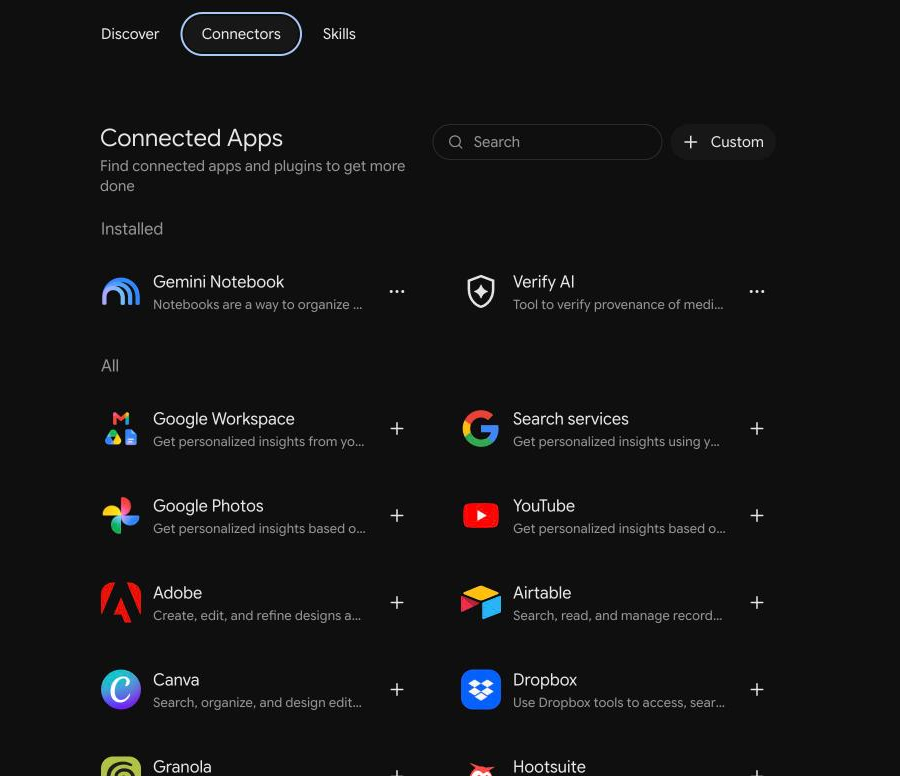 Discover
Connectors
Skills
Connected Apps
Search
Custom
Find connected apps and plugins to get more
done
Installed
Gemini Notebook
Notebooks are a way to organize ...
Verify AI
Tool to verify provenance of medi...
All
Google Workspace
Get personalized insights from yo...
Search services
Get personalized insights using y...
Google Photos
Get personalized insights based o...
YouTube
Get personalized insights based o...
Adobe
Create, edit, and refine designs a...
Airtable
Search, read, and manage record...
Canva
Search, organize, and design edit...
Dropbox
Use Dropbox tools to access, sear...
Granola
Hootsuite